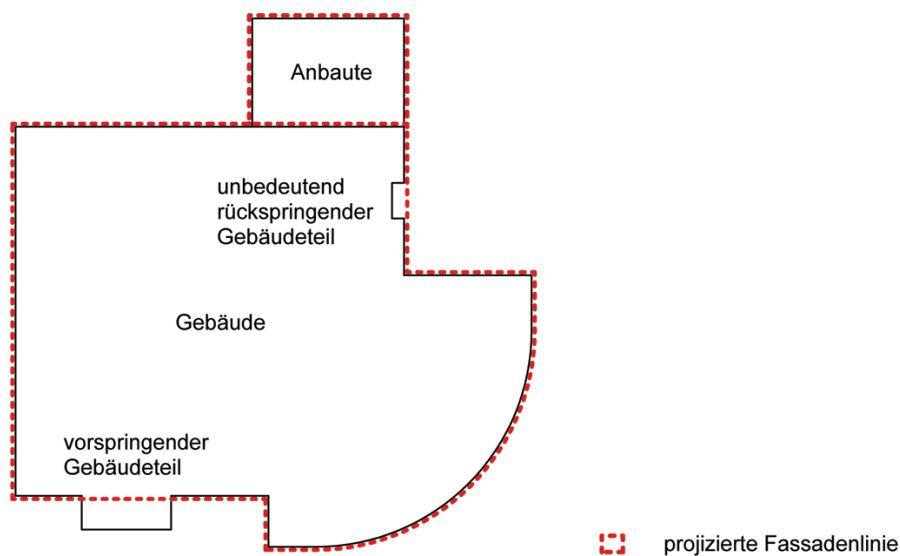 Anbaute
unbedeutend
rückspringender
Gebäudeteil
Gebäude
vorspringender
Gebäudeteil
projizierte Fassadenlinie